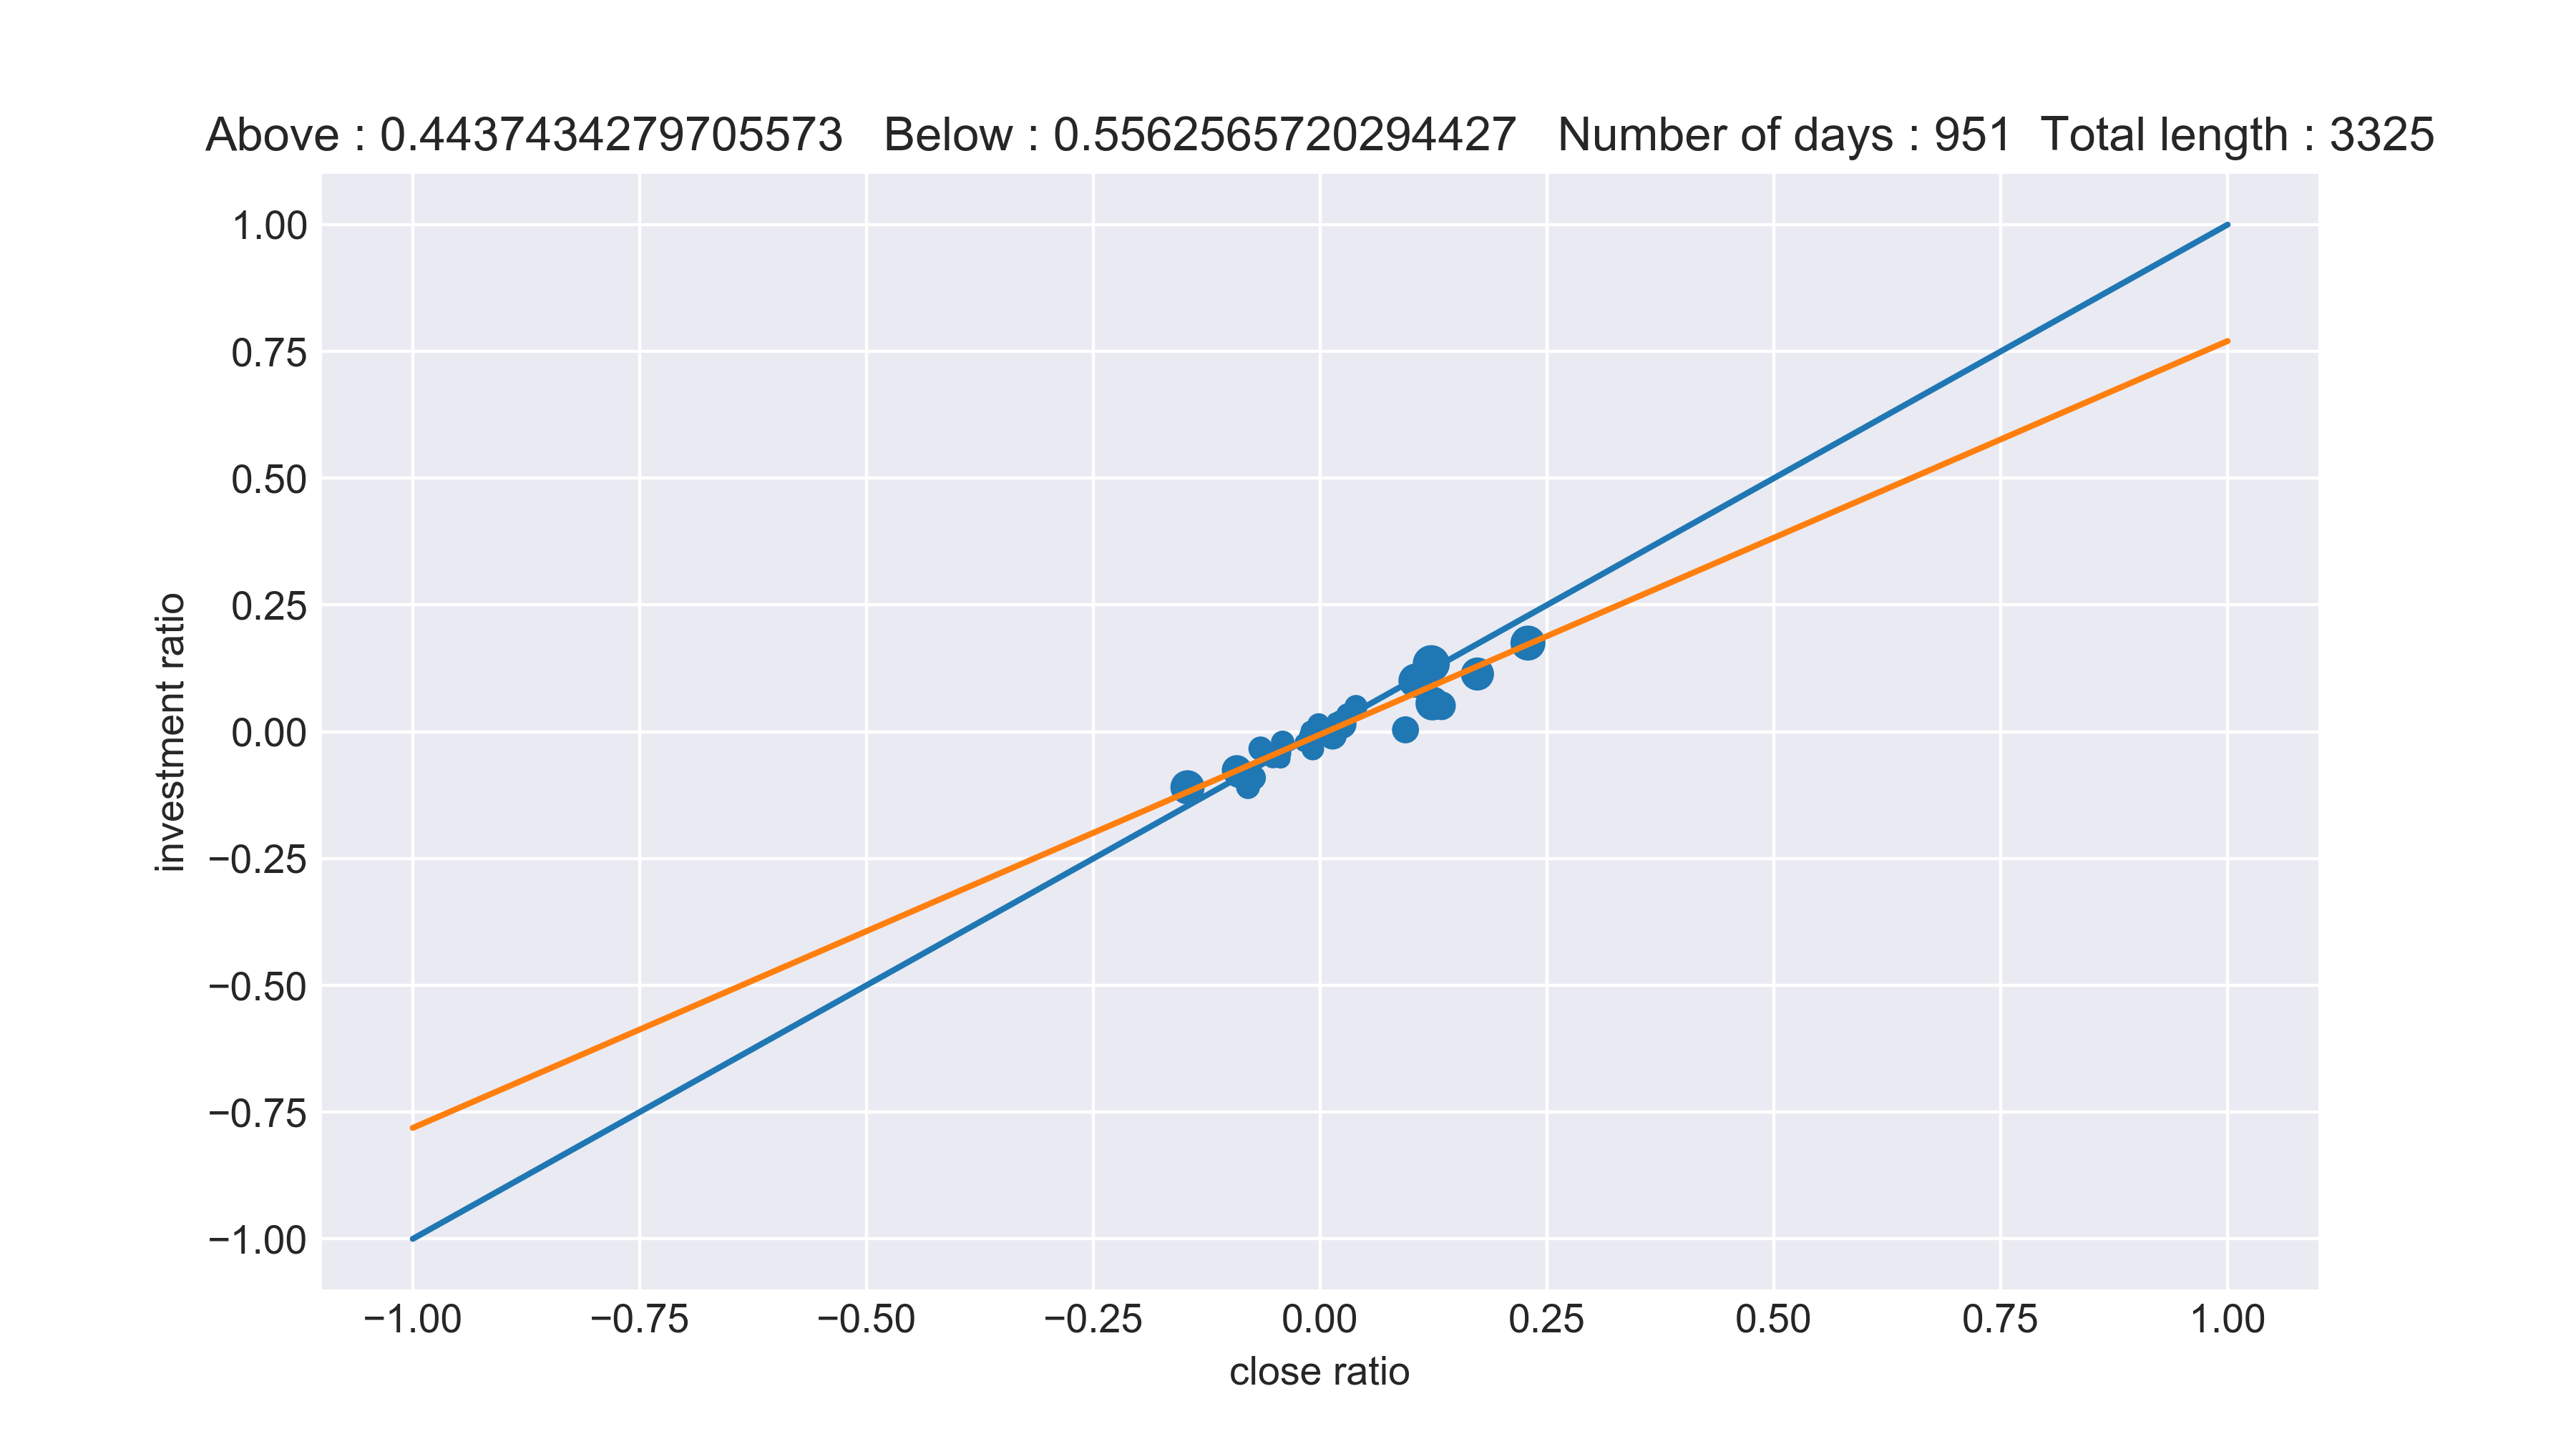 Above : 0.4437434279705573 Below : 0.5562565720294427 Number of days : 951 Total length : 3325
1.00
0.75
0.50
0.25
0.00
−0.25
−0.50
−0.75
−1.00
investment ratio
−1.00 −0.75 −0.50 −0.25 0.00 0.25 0.50 0.75 1.00
close ratio